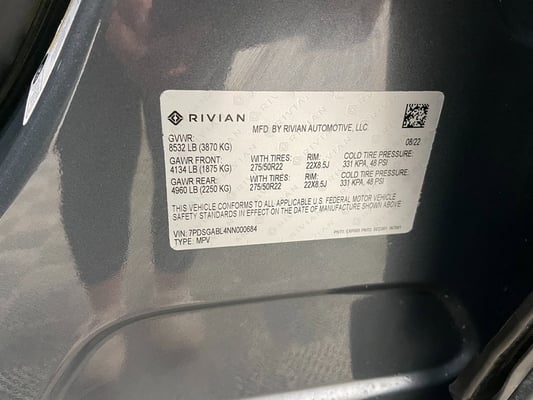 RIVIAN
MFD. BY RIVIAN AUTOMOTIVE, LLC
GVWR: 08/22
8532 LB (3870 KG)
GAWR FRONT: WITH TIRES: RIM: COLD TIRE PRESSURE:
4134 LB (1875 KG) 275/50R22 22X8.5J 331 KPA, 48 PSI
GAWR REAR: WITH TIRES: RIM: COLD TIRE PRESSURE:
4960 LB (2250 KG) 275/50R22 22X8.5J 331 KPA, 48 PSI
THIS VEHICLE CONFORMS TO ALL APPLICABLE U.S. FEDERAL MOTOR VEHICLE
SAFETY STANDARDS IN EFFECT ON THE DATE OF MANUFACTURE SHOWN ABOVE.
VIN: 7PDSGABL4NN000684
TYPE: MPV